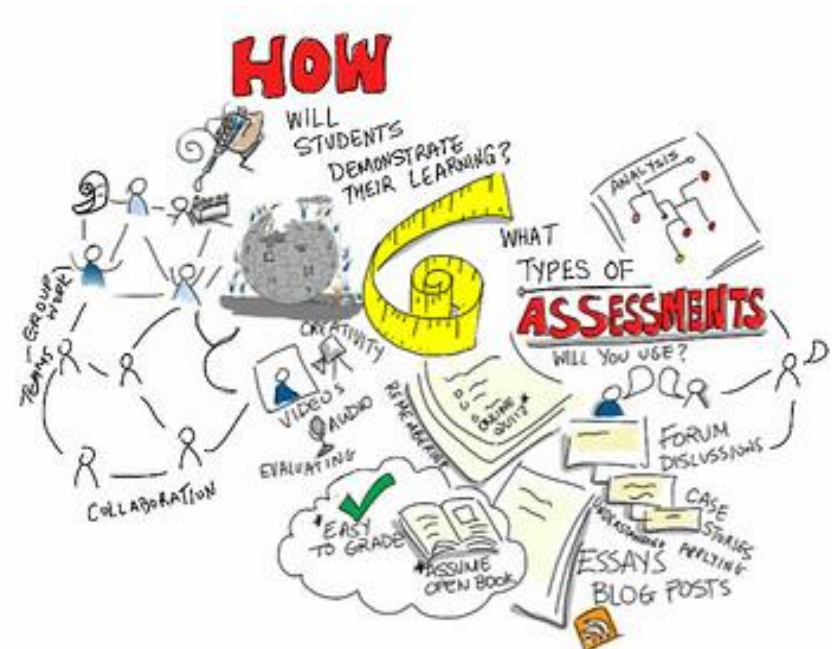 HOW
WILL
STUDENTS
DEMONSTRATE
THEIR LEARNING?
WHAT
TYPES OF
ASSESSMENTS
WILL YOU USE?
ANALYSIS
TEAMS – GROUP
WORK
COLLABORATION
CREATIVITY
VIDEOS
AUDIO
EVALUATING
REMEMBERING
ONLINE
QUIZ*
*EASY
TO GRADE
*ASSUME
OPEN BOOK
FORUM
DISCUSSIONS
CASE
STORIES
UNDERSTANDING
APPLYING
ESSAYS
BLOG POSTS